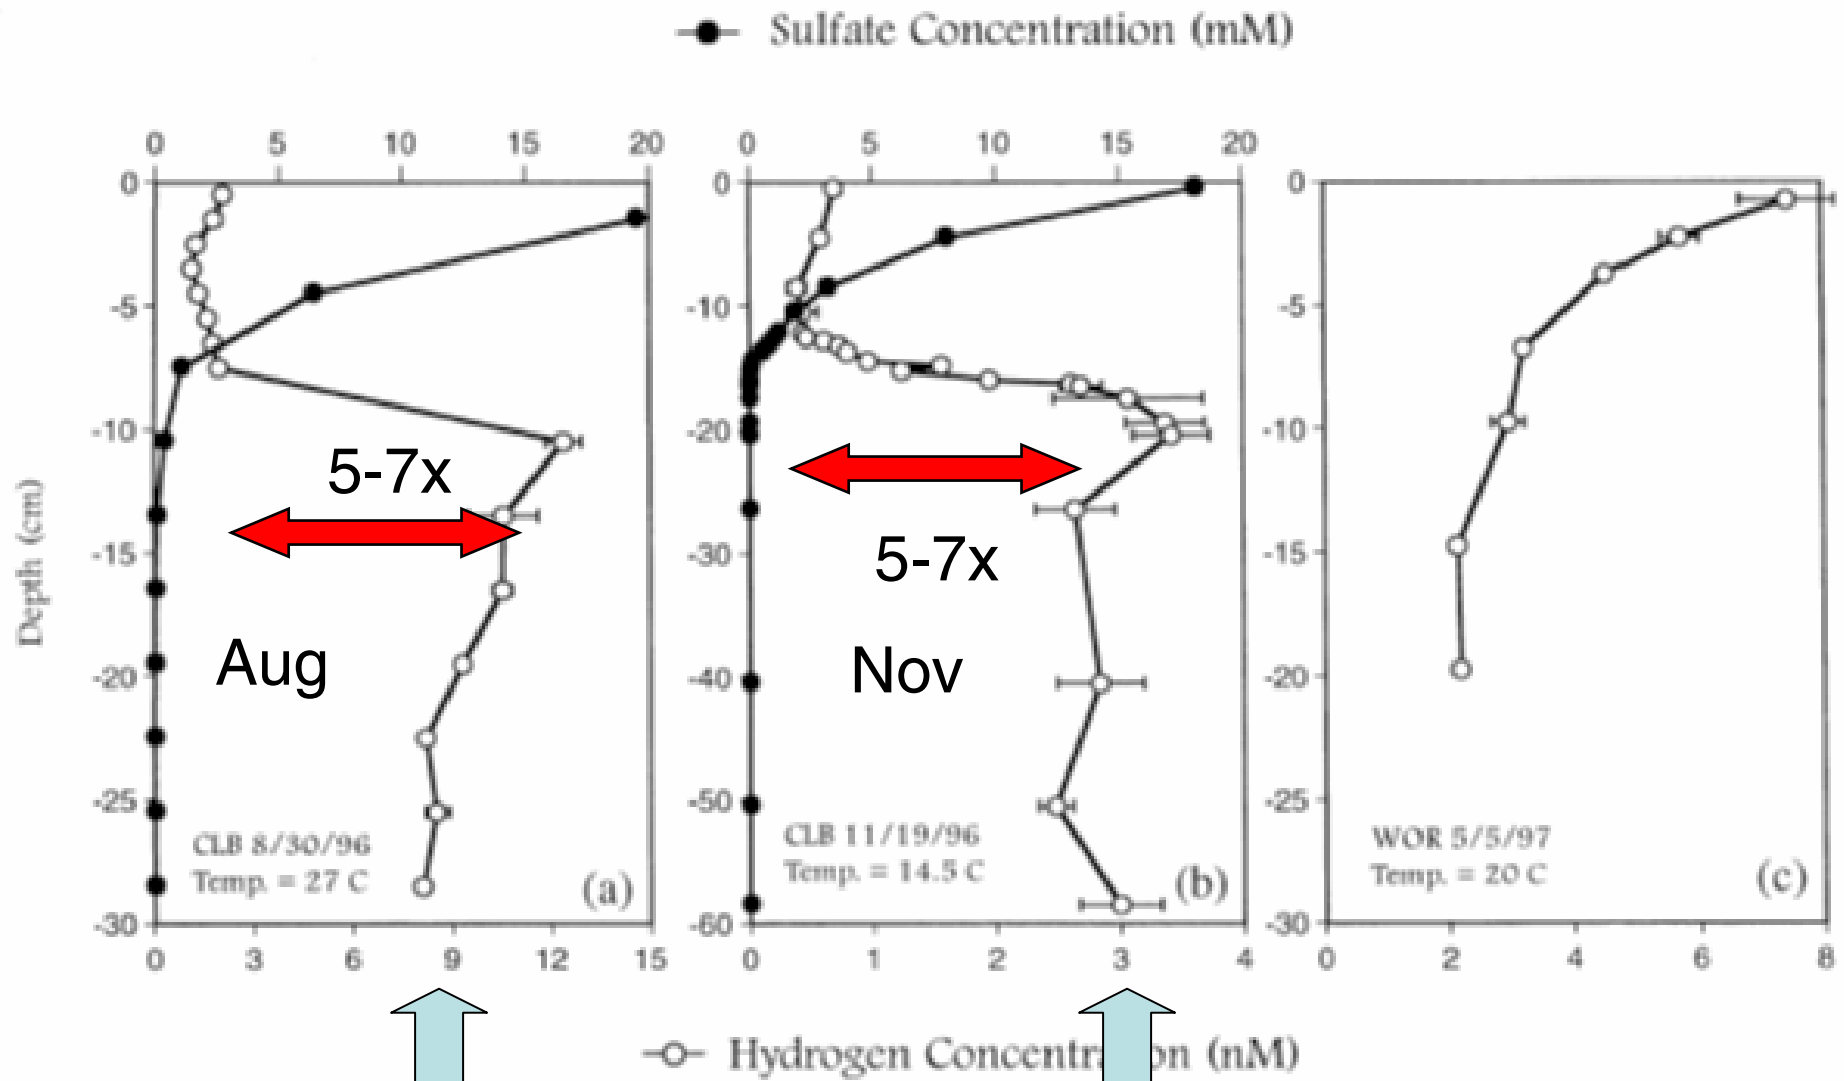 Sulfate Concentration (mM)
0 5 10 15 20 0 5 10 15 20
0 0 0
-5 -10 -5
-10 -20 -10
5-7x
-15 -30 -15
5-7x
Depth (cm)
Aug Nov
-20 -40 -20
-25 -50 -25
CLB 8/30/96 CLB 11/19/96 WOR 5/5/97
Temp. = 27 C (a) Temp. = 14.5 C (b) Temp. = 20 C (c)
-30 -60 -30
0 3 6 9 12 15 0 1 2 3 4 0 2 4 6 8
Hydrogen Concentr on (nM)